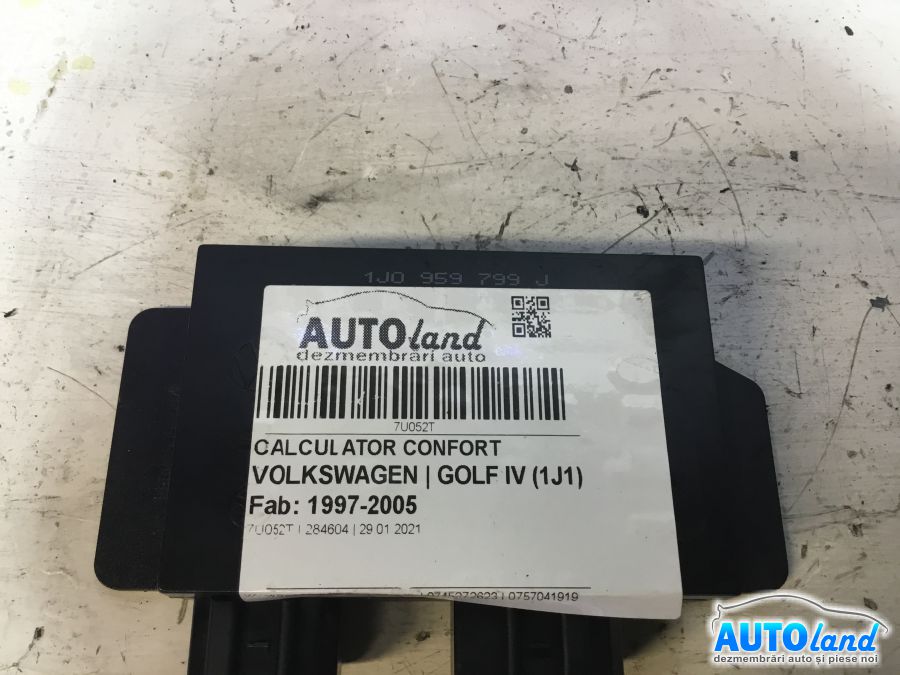 1J0 959 799 J
AUTOland
dezmembrări auto
7U052T
CALCULATOR CONFORT
VOLKSWAGEN | GOLF IV (1J1)
Fab: 1997-2005
7U052T | 284604 | 29.01.2021
| 0757041919
AUTOland
dezmembrări auto și piese noi